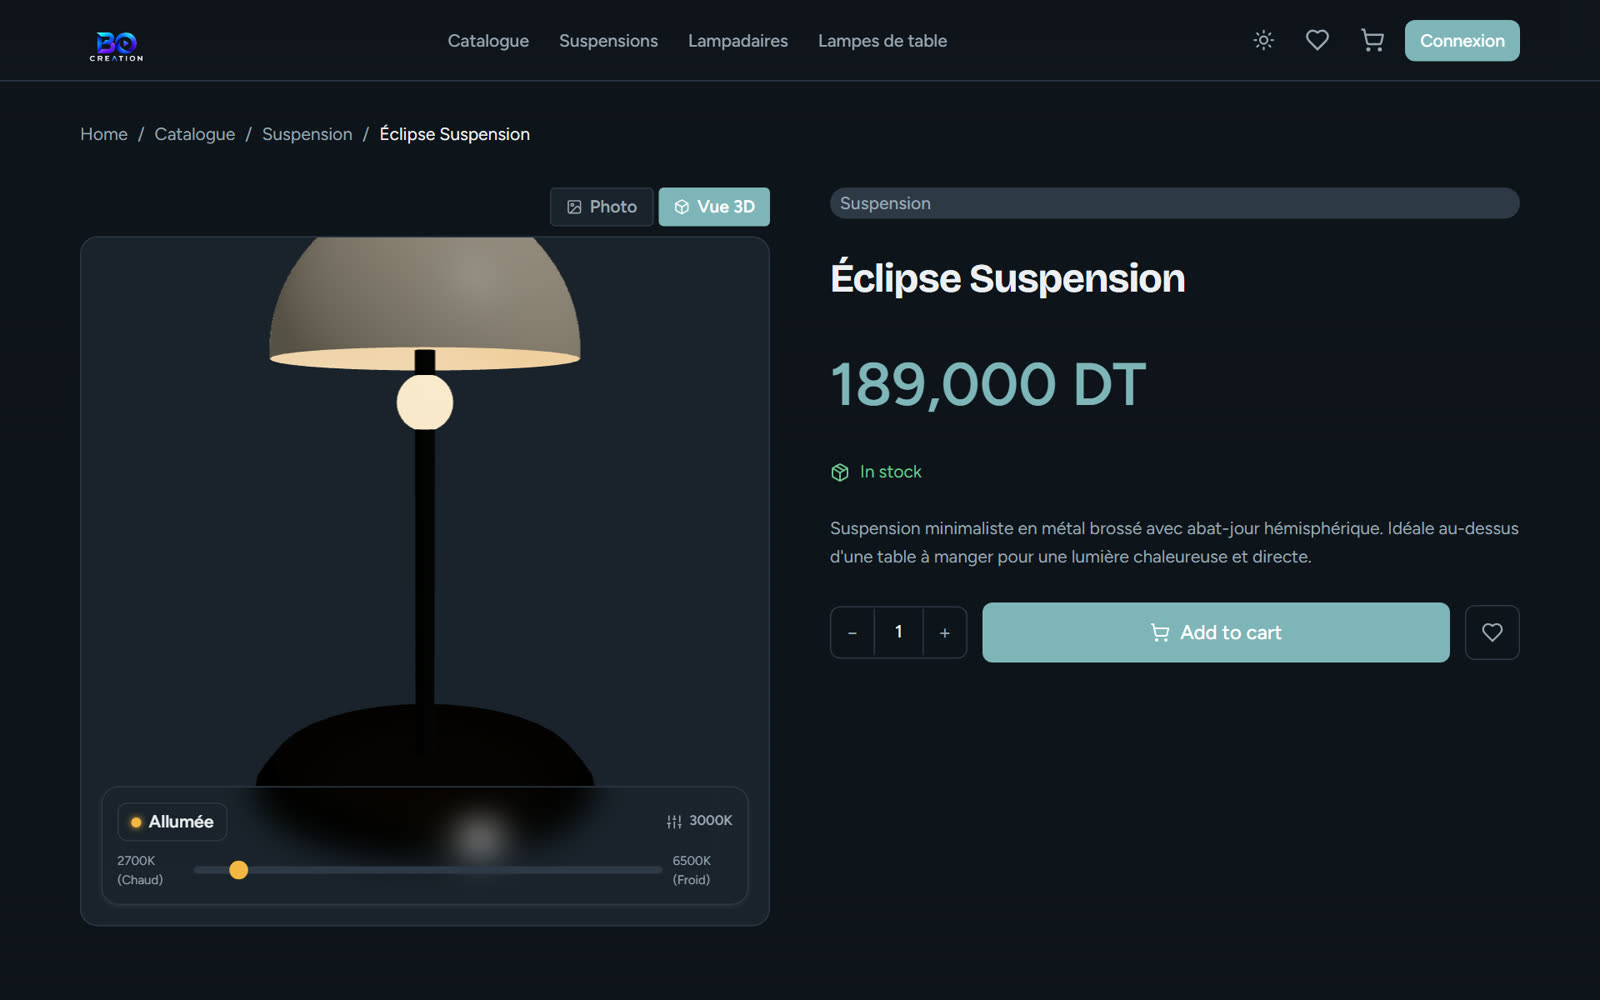 BO
CREATION
Catalogue
Suspensions
Lampadaires
Lampes de table
Connexion
Home / Catalogue / Suspension / Éclipse Suspension
Photo
Vue 3D
Suspension
Éclipse Suspension
189,000 DT
In stock
Suspension minimaliste en métal brossé avec abat-jour hémisphérique. Idéale au-dessus
d'une table à manger pour une lumière chaleureuse et directe.
− 1 +
Add to cart
Allumée
3000K
2700K
(Chaud)
6500K
(Froid)